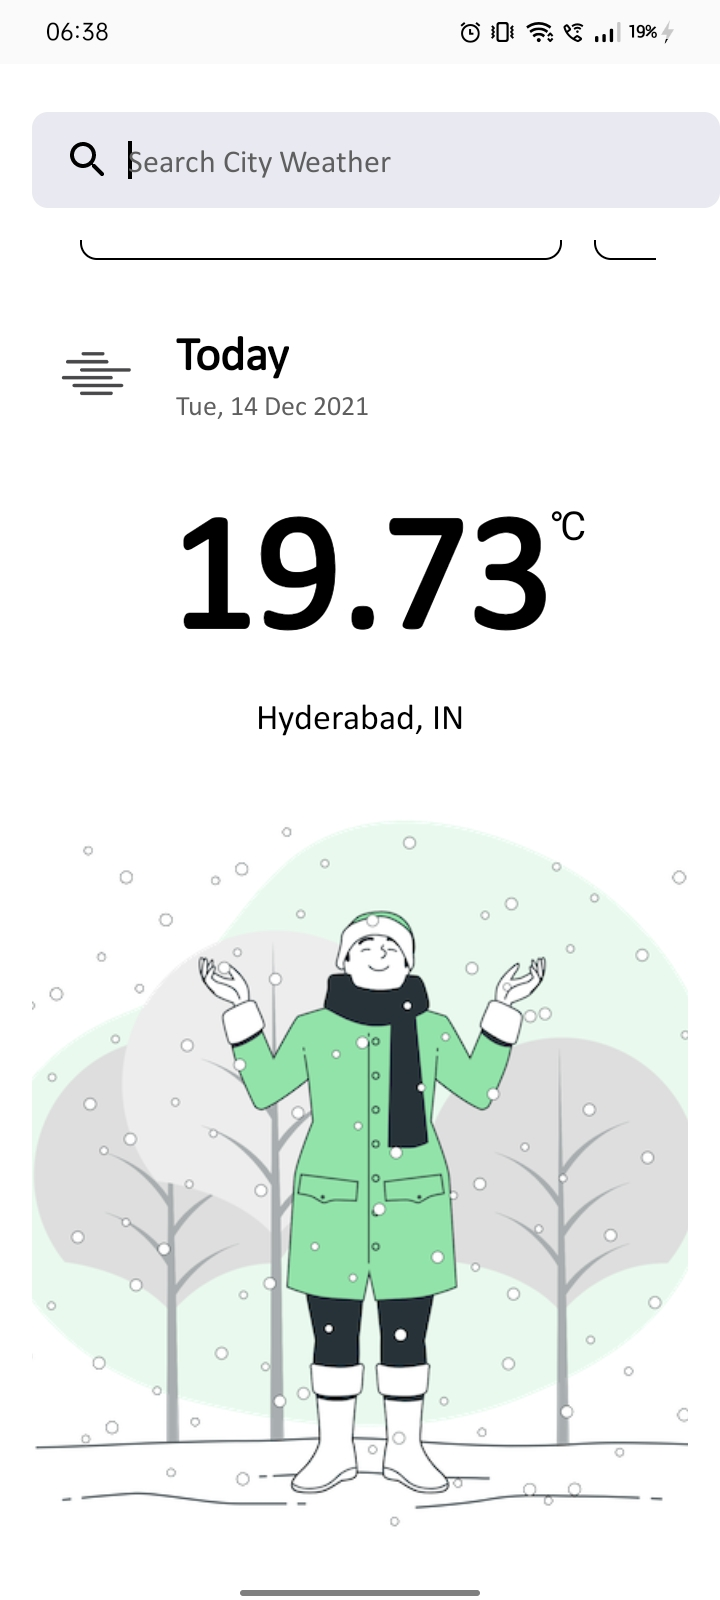 06:38
19%
Search City Weather
Today
Tue, 14 Dec 2021
19.73°C
Hyderabad, IN